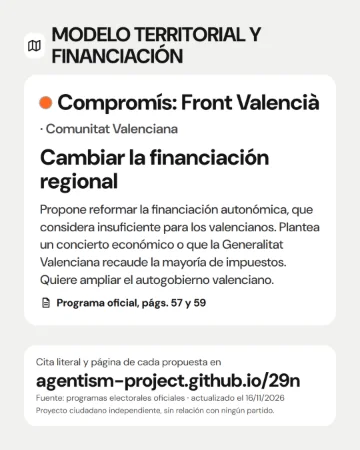 MODELO TERRITORIAL Y
FINANCIACIÓN
Compromís: Front Valencià
· Comunitat Valenciana
Cambiar la financiación
regional
Propone reformar la financiación autonómica, que
considera insuficiente para los valencianos. Plantea
un concierto económico o que la Generalitat
Valenciana recaude la mayoría de impuestos.
Quiere ampliar el autogobierno valenciano.
Programa oficial, págs. 57 y 59
Cita literal y página de cada propuesta en
agentism-project.github.io/29n
Fuente: programas electorales oficiales · actualizado el 16/11/2026
Proyecto ciudadano independiente, sin relación con ningún partido.